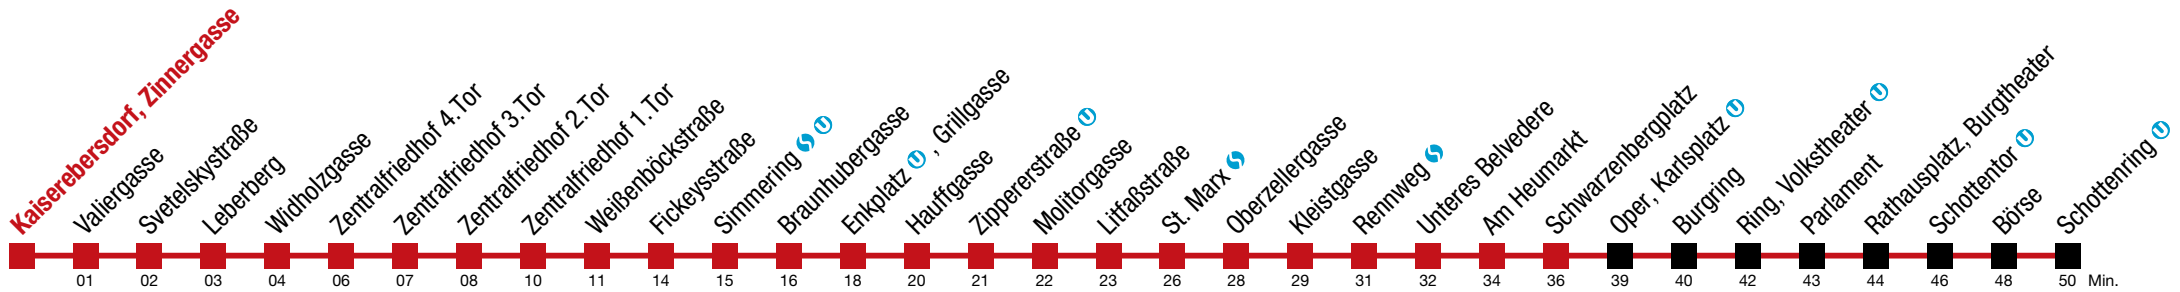 Kaiserebersdorf, Zinnergasse
Valiergasse
Svetelskystraße
Leberberg
Widholzgasse
Zentralfriedhof 4.Tor
Zentralfriedhof 3.Tor
Zentralfriedhof 2.Tor
Zentralfriedhof 1.Tor
Weißenböckstraße
Fickeysstraße
Simmering S U
Braunhubergasse
Enkplatz U , Grillgasse
Hauffgasse
Zippererstraße U
Molitorgasse
Litfaßstraße
St. Marx S
Oberzellergasse
Kleistgasse
Rennweg S
Unteres Belvedere
Am Heumarkt
Schwarzenbergplatz
Oper, Karlsplatz U
Burgring
Ring, Volkstheater U
Parlament
Rathausplatz, Burgtheater
Schottentor U
Börse
Schottenring U
01 02 03 04 06 07 08 10 11 14 15 16 18 20 21 22 23 26 28 29 31 32 34 36 39 40 42 43 44 46 48 50 Min.